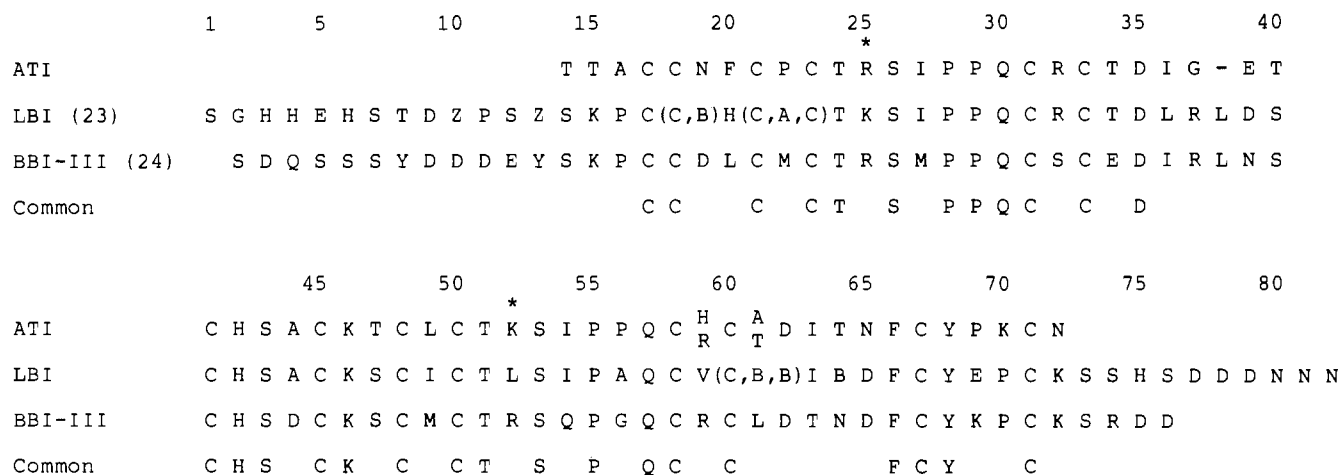 1 5 10 15 20 25 30 35 40
*
ATI T T A C C N F C P C T R S I P P Q C R C T D I G - E T
LBI (23) S G H H E H S T D Z P S Z S K P C(C,B)H(C,A,C)T K S I P P Q C R C T D L R L D S
BBI-III (24) S D Q S S S Y D D D E Y S K P C C D L C M C T R S M P P Q C S C E D I R L N S
Common C C C C T S P P Q C C D
45 50 55 60 65 70 75 80
*
H A
ATI C H S A C K T C L C T K S I P P Q C C D I T N F C Y P K C N
R T
LBI C H S A C K S C I C T L S I P A Q C V(C,B,B)I B D F C Y E P C K S S H S D D D N N N
BBI-III C H S D C K S C M C T R S Q P G Q C R C L D T N D F C Y K P C K S R D D
Common C H S C K C C T S P Q C C F C Y C